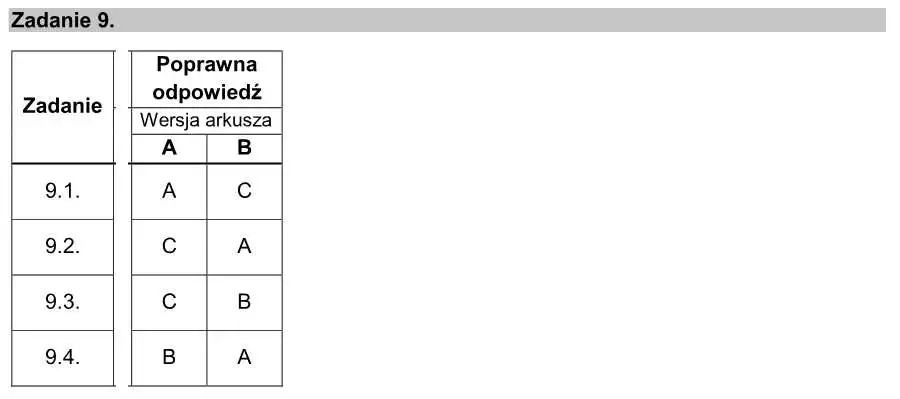 Zadanie 9.
Zadanie
Poprawna
odpowiedź
Wersja arkusza
A B
9.1. A C
9.2. C A
9.3. C B
9.4. B A